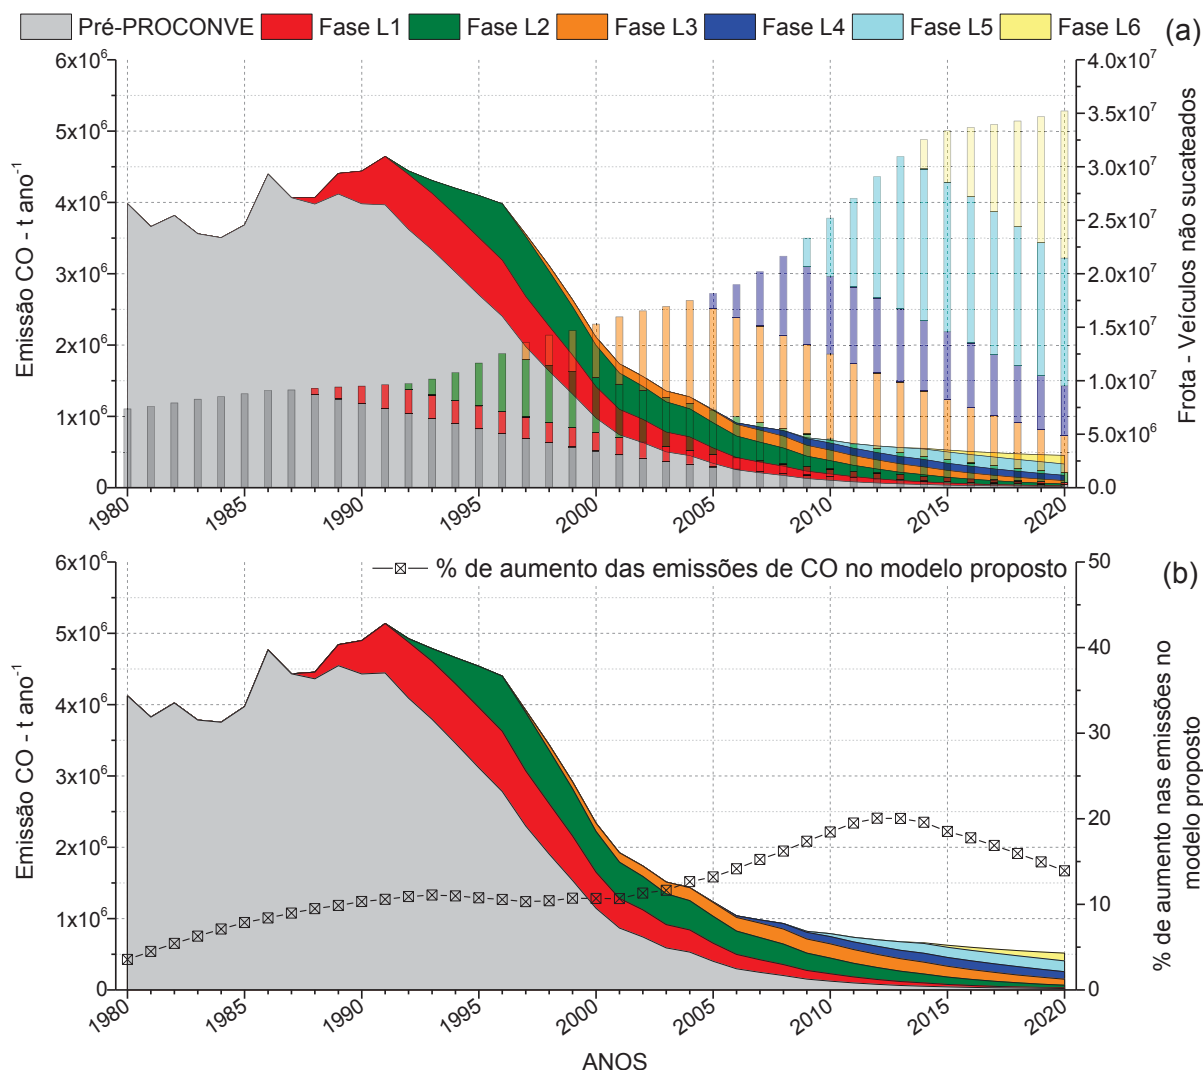 Pré-PROCONVE Fase L1 Fase L2 Fase L3 Fase L4 Fase L5 Fase L6
(a)
6x10⁶
5x10⁶
4x10⁶
3x10⁶
2x10⁶
1x10⁶
0
Emissão CO - t ano⁻¹
4.0x10⁷
3.5x10⁷
3.0x10⁷
2.5x10⁷
2.0x10⁷
1.5x10⁷
1.0x10⁷
5.0x10⁶
0.0
Frota - Veículos não sucateados
1980 1985 1990 1995 2000 2005 2010 2015 2020
% de aumento das emissões de CO no modelo proposto
(b)
6x10⁶
5x10⁶
4x10⁶
3x10⁶
2x10⁶
1x10⁶
0
Emissão CO - t ano⁻¹
50
40
30
20
10
0
% de aumento nas emissões no
modelo proposto
1980 1985 1990 1995 2000 2005 2010 2015 2020
ANOS